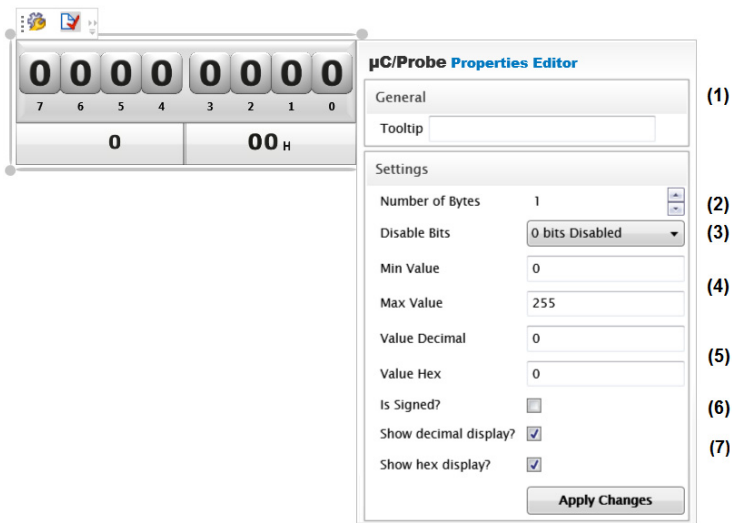 0 0 0 0 0 0 0 0
7 6 5 4 3 2 1 0
0 00 H
µC/Probe Properties Editor
General (1)
Tooltip
Settings
Number of Bytes 1 (2)
Disable Bits 0 bits Disabled (3)
Min Value 0
(4)
Max Value 255
Value Decimal 0
(5)
Value Hex 0
Is Signed? (6)
Show decimal display?
(7)
Show hex display?
Apply Changes